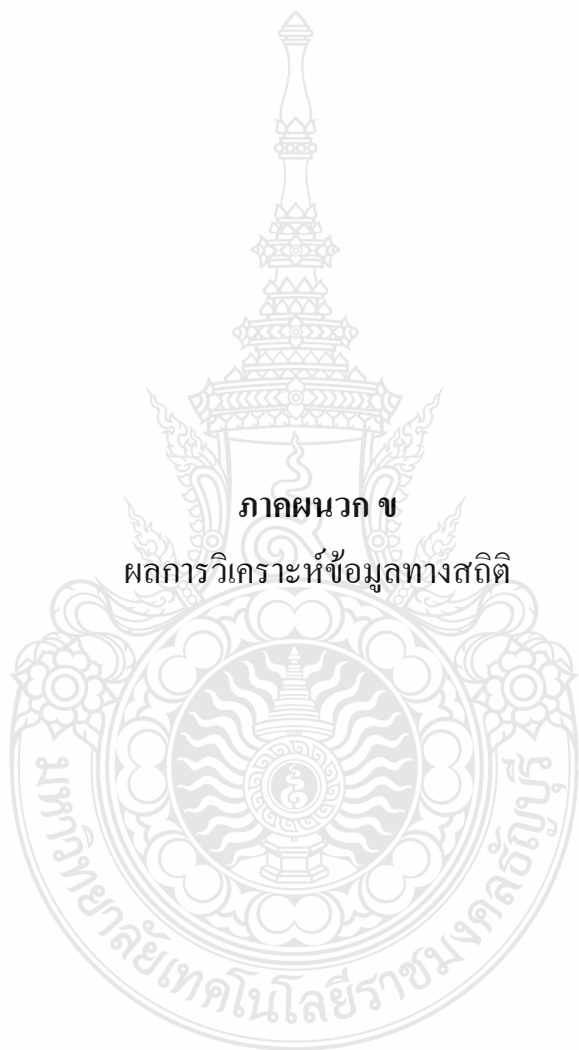 ภาคผนวก ข
ผลการวิเคราะห์ข้อมูลทางสถิติ
มหาวิทยาลัยเทคโนโลยีราชมงคลธัญบุรี